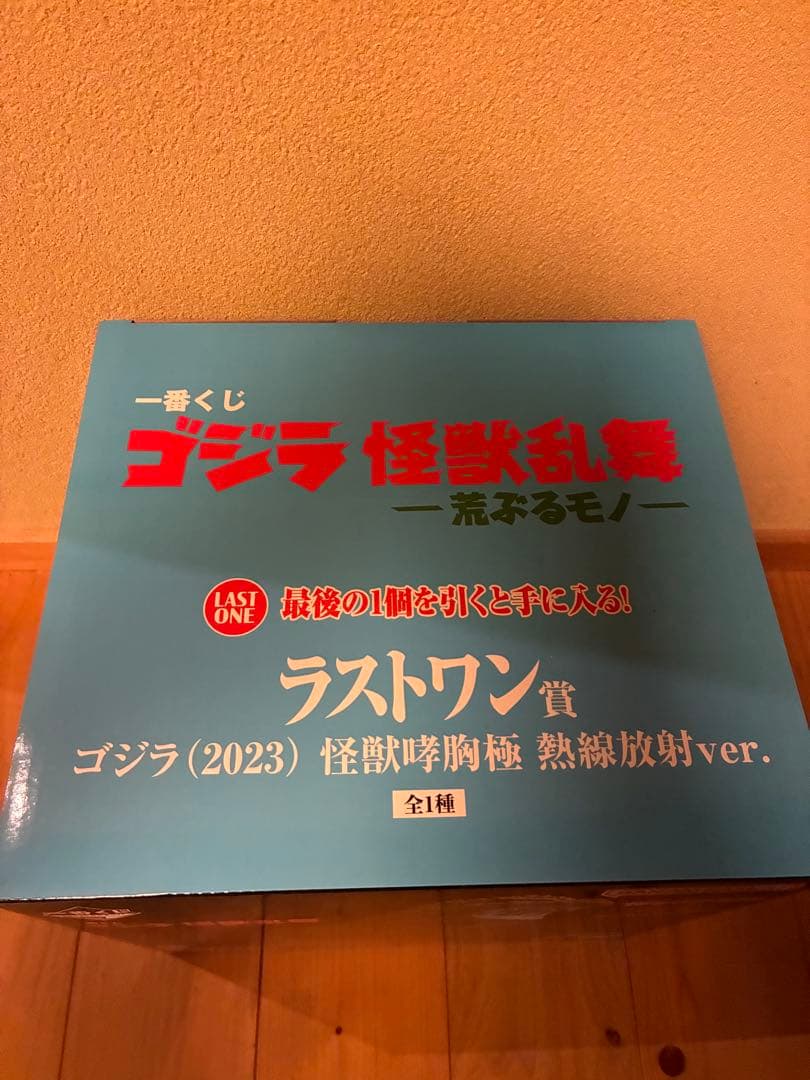 一番くじ
ゴジラ 怪獣乱舞
―荒ぶるモノ―
LAST
ONE
最後の1個を引くと手に入る!
ラストワン賞
ゴジラ(2023) 怪獣哮胸極 熱線放射ver.
全1種